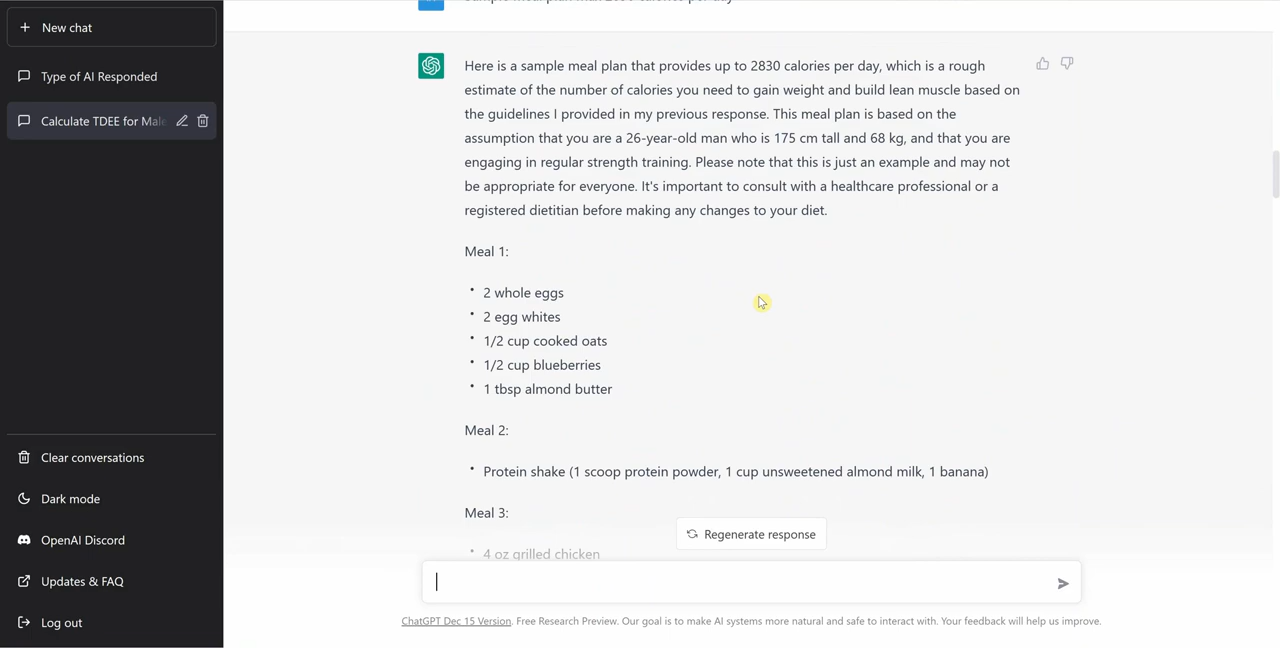 New chat
Type of AI Responded
Calculate TDEE for Male
Clear conversations
Dark mode
OpenAI Discord
Updates & FAQ
Log out
Here is a sample meal plan that provides up to 2830 calories per day, which is a rough
estimate of the number of calories you need to gain weight and build lean muscle based on
the guidelines I provided in my previous response. This meal plan is based on the
assumption that you are a 26-year-old man who is 175 cm tall and 68 kg, and that you are
engaging in regular strength training. Please note that this is just an example and may not
be appropriate for everyone. It's important to consult with a healthcare professional or a
registered dietitian before making any changes to your diet.
Meal 1:
• 2 whole eggs
• 2 egg whites
• 1/2 cup cooked oats
• 1/2 cup blueberries
• 1 tbsp almond butter
Meal 2:
• Protein shake (1 scoop protein powder, 1 cup unsweetened almond milk, 1 banana)
Meal 3:
• 4 oz grilled chicken
Regenerate response
ChatGPT Dec 15 Version. Free Research Preview. Our goal is to make AI systems more natural and safe to interact with. Your feedback will help us improve.